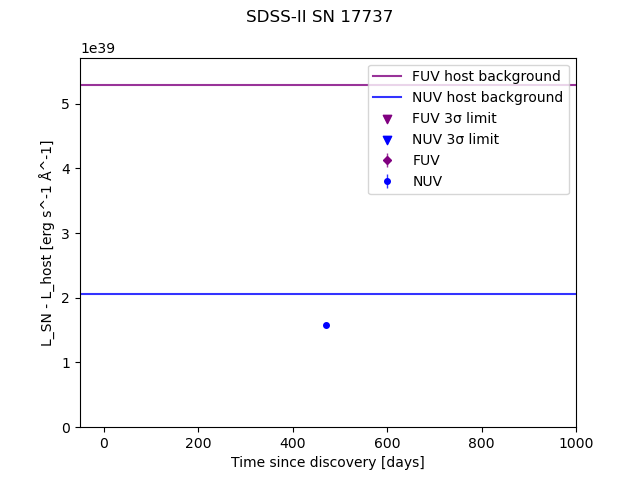 SDSS-II SN 17737
1e39
FUV host background
NUV host background
FUV 3σ limit
NUV 3σ limit
FUV
NUV
5
4
3
2
1
0
L_SN - L_host [erg s^-1 Å^-1]
0 200 400 600 800 1000
Time since discovery [days]